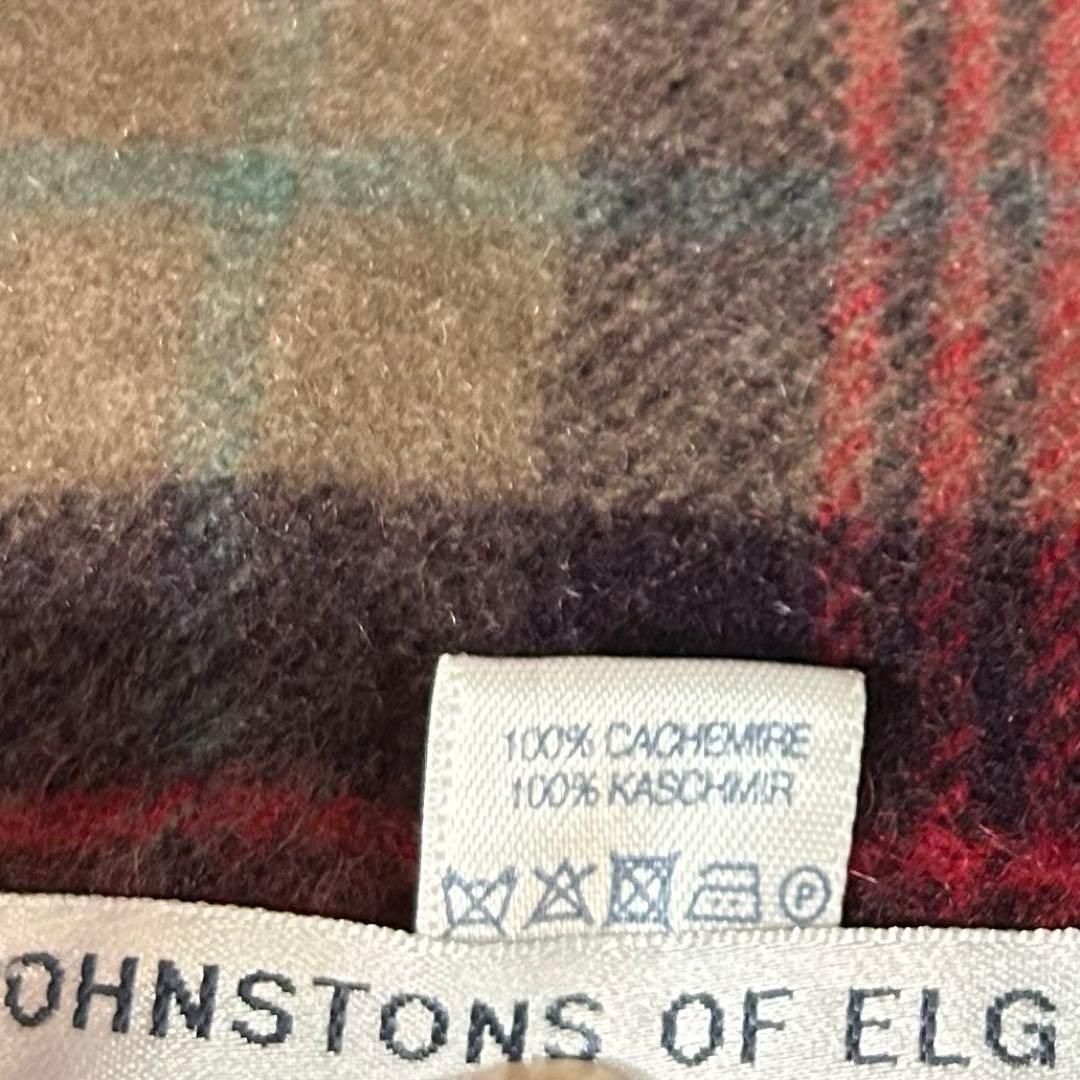 100% CACHEMIRE
100% KASCHMIR
P
OHNSTONS OF ELG